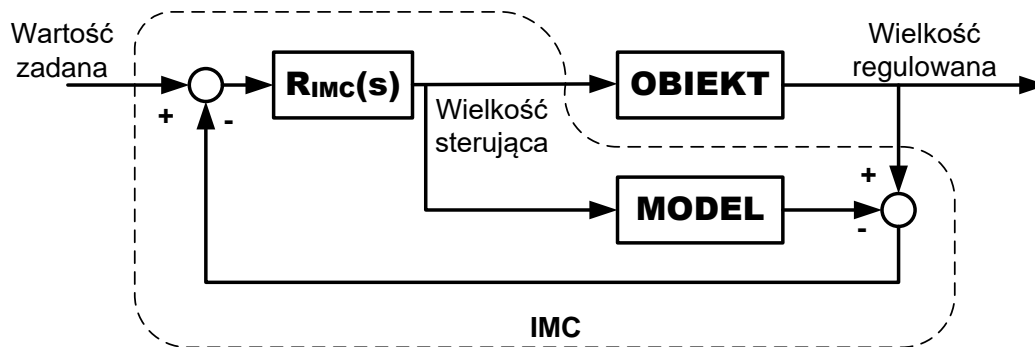 Wartość
zadana
+
-
RIMC(s)
Wielkość
sterująca
OBIEKT
Wielkość
regulowana
MODEL
+
-
IMC